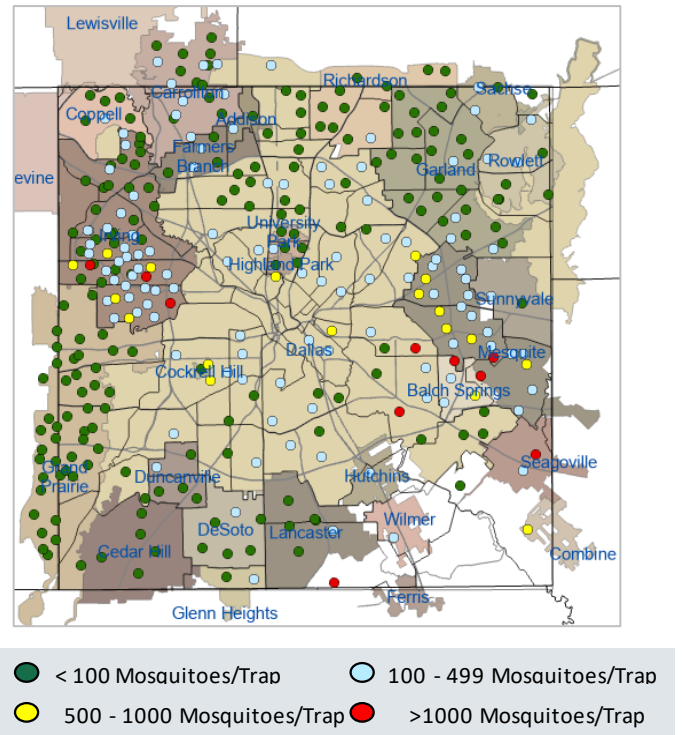 Lewisville
Richardson
Sachse
Carrollton
Coppell
Addison
Farmers
Branch
Garland
Rowlett
evine
University
Park
Irving
Highland Park
Sunnyvale
Dallas
Mesquite
Cockrell Hill
Balch Springs
Seagoville
Grand
Prairie
Duncanville
Hutchins
Wilmer
DeSoto
Lancaster
Cedar Hill
Combine
Ferris
Glenn Heights
< 100 Mosquitoes/Trap
100 - 499 Mosquitoes/Trap
500 - 1000 Mosquitoes/Trap
>1000 Mosquitoes/Trap